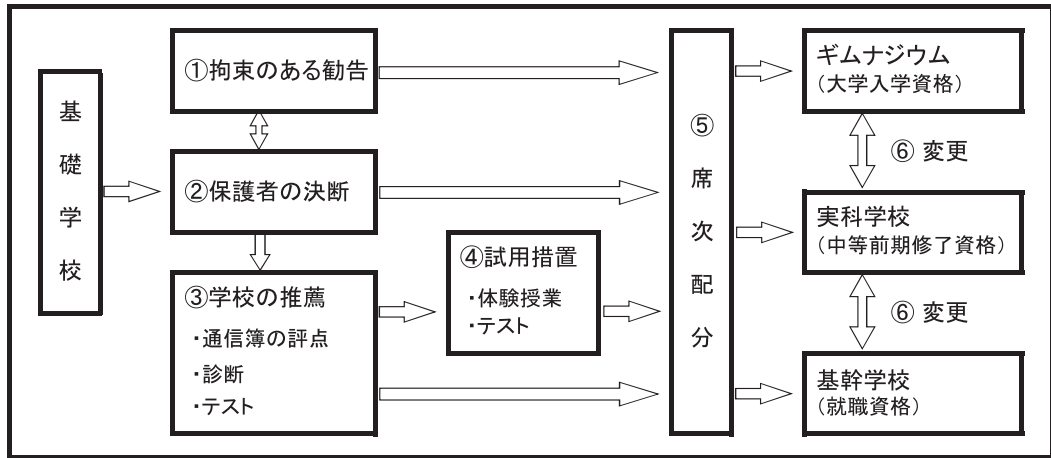 基礎学校
①拘束のある勧告
②保護者の決断
③学校の推薦
・通信簿の評点
・診断
・テスト
④試用措置
・体験授業
・テスト
⑤席次配分
ギムナジウム
(大学入学資格)
⑥ 変更
実科学校
(中等前期修了資格)
⑥ 変更
基幹学校
(就職資格)